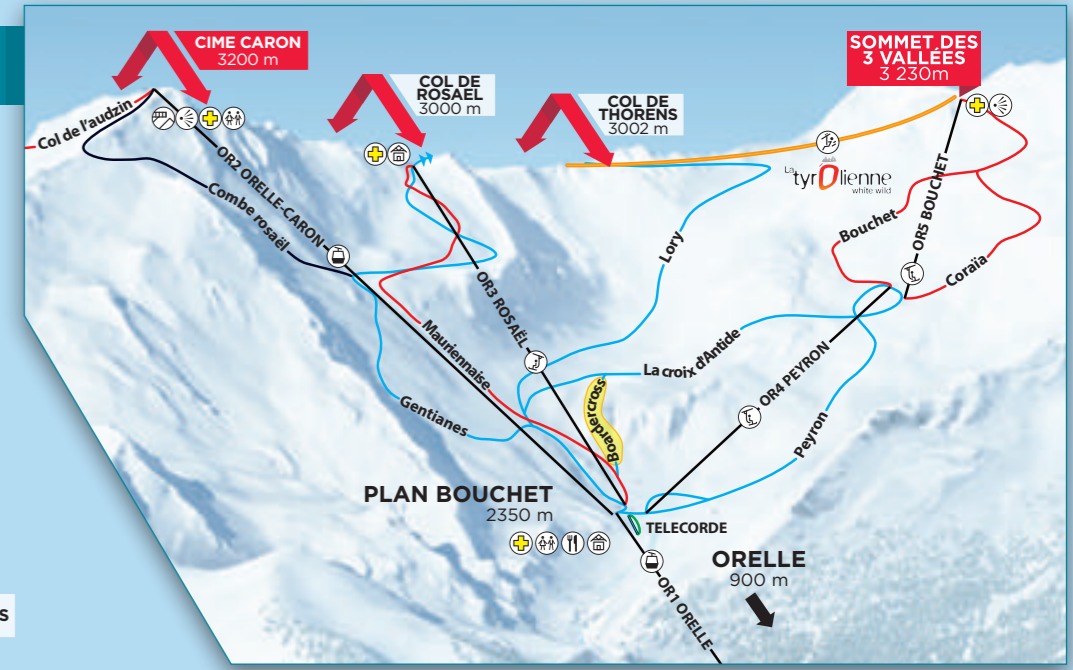 CIME CARON
3200 m
COL DE
ROSAEL
3000 m
COL DE
THORENS
3002 m
SOMMET DES
3 VALLÉES
3 230m
Col de l'audzin
OR2 ORELLE-CARON
Combe rosaël
La
tyrOlienne
white wild
Lory
Bouchet
OR5 BOUCHET
Coraïa
OR3 ROSAËL
Mauriennaise
La croix d'Antide
OR4 PEYRON
Gentianes
Boardercross
Peyron
PLAN BOUCHET
2350 m
TELECORDE
ORELLE
900 m
OR1 ORELLE
S